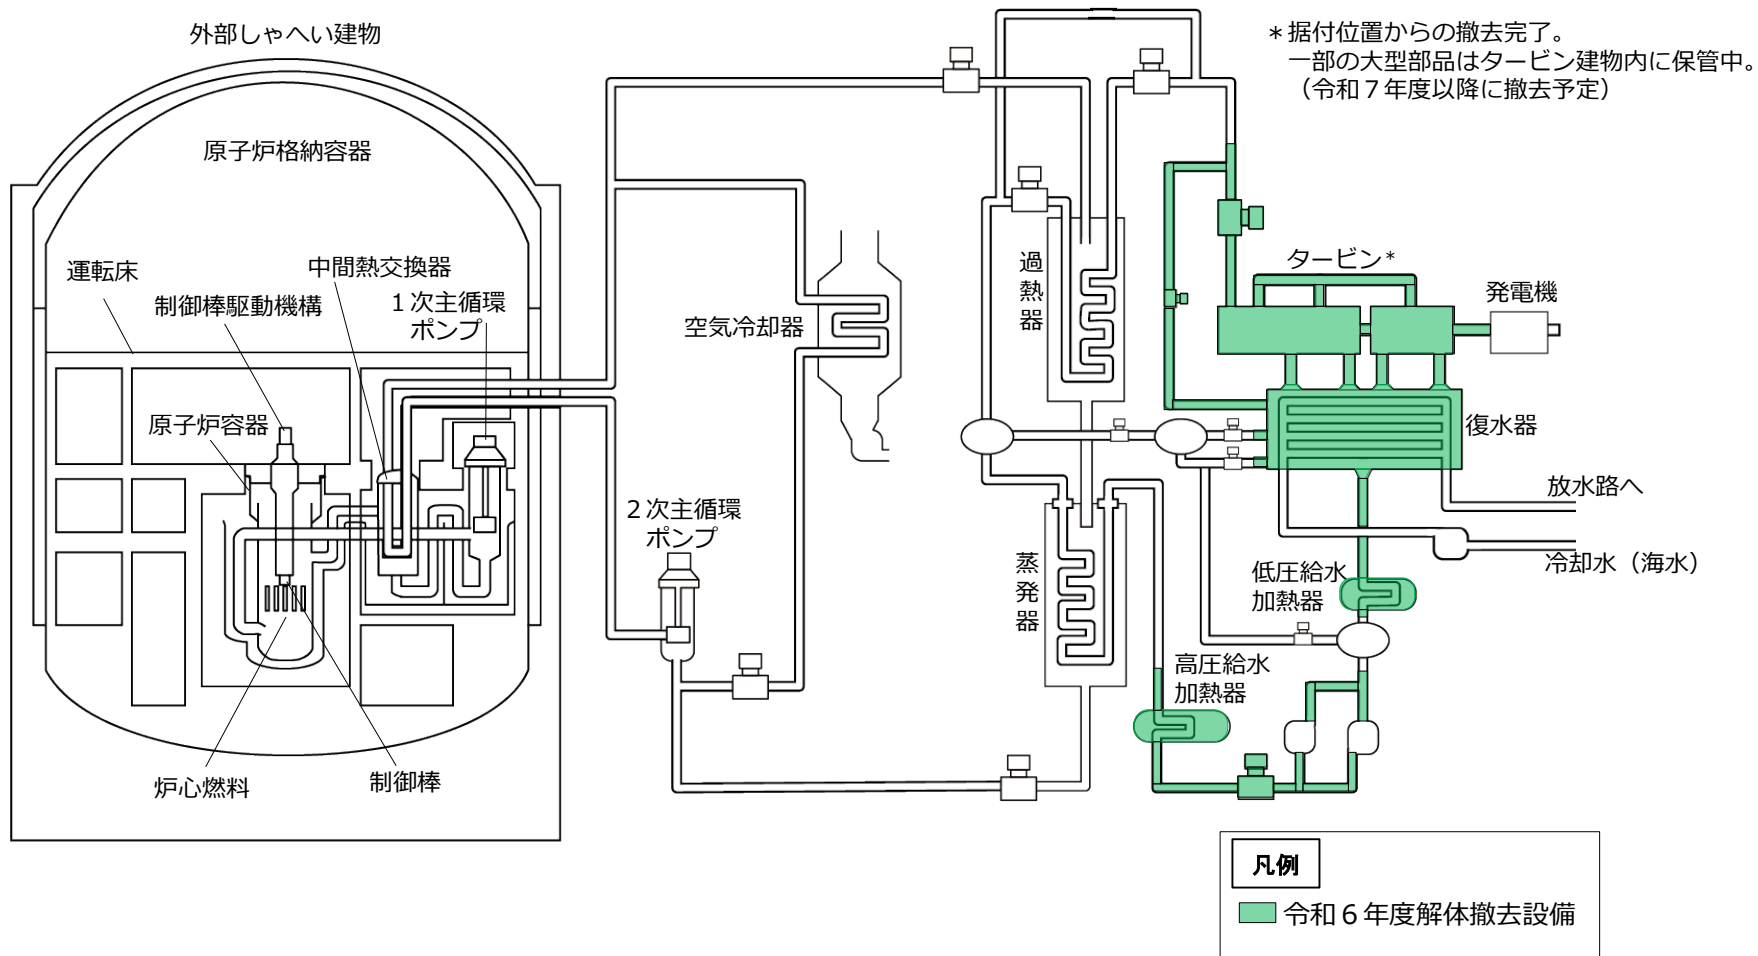 外部しゃへい建物
＊据付位置からの撤去完了。
一部の大型部品はタービン建物内に保管中。
（令和７年度以降に撤去予定）
原子炉格納容器
運転床
中間熱交換器
制御棒駆動機構
１次主循環
ポンプ
空気冷却器
過熱器
タービン*
発電機
原子炉容器
復水器
放水路へ
２次主循環
ポンプ
冷却水（海水）
蒸発器
低圧給水
加熱器
高圧給水
加熱器
炉心燃料
制御棒
凡例
令和６年度解体撤去設備